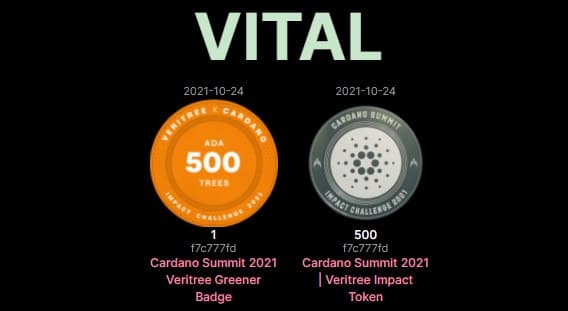 VITAL
2021-10-24
VERITREE X CARDANO
ADA
500
TREES
IMPACT CHALLENGE 2021
1
f7c777fd
Cardano Summit 2021
Veritree Greener
Badge
2021-10-24
CARDANO SUMMIT
IMPACT CHALLENGE 2021
500
f7c777fd
Cardano Summit 2021
| Veritree Impact
Token